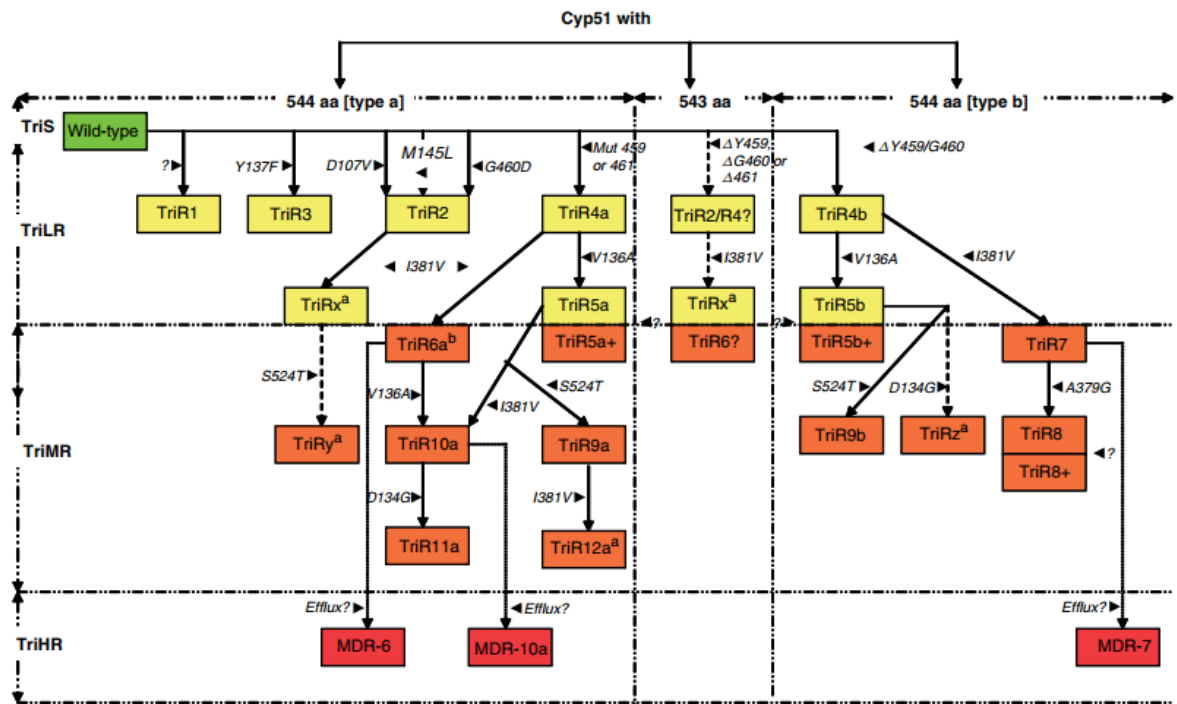 Cyp51 with
544 aa [type a]
543 aa
544 aa [type b]
TriS
Wild-type
?
Y137F
D107V
M145L
G460D
Mut 459
or 461
ΔY459,
ΔG460 or
Δ461
ΔY459/G460
TriLR
TriR1
TriR3
TriR2
TriR4a
TriR2/R4?
TriR4b
I381V
V136A
I381V
V136A
I381V
TriRxᵃ
TriR5a
TriRxᵃ
TriR5b
?
?
TriR6aᵇ
TriR5a+
TriR6?
TriR5b+
TriR7
S524T
V136A
I381V
S524T
S524T
D134G
A379G
TriMR
TriRyᵃ
TriR10a
TriR9a
TriR9b
TriRzᵃ
TriR8
TriR8+
?
D134G
I381V
TriR11a
TriR12aᵃ
Efflux?
Efflux?
Efflux?
TriHR
MDR-6
MDR-10a
MDR-7